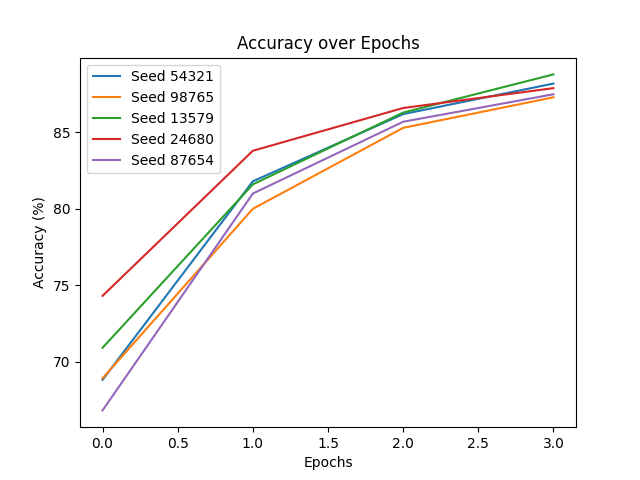 Accuracy over Epochs
Seed 54321
Seed 98765
Seed 13579
Seed 24680
Seed 87654
Accuracy (%)
85
80
75
70
0.0 0.5 1.0 1.5 2.0 2.5 3.0
Epochs